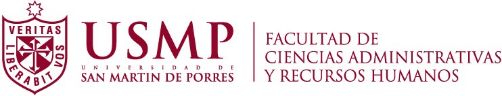 VERITAS
LIBERABIT VOS
USMP
UNIVERSIDAD DE
SAN MARTIN DE PORRES
FACULTAD DE
CIENCIAS ADMINISTRATIVAS
Y RECURSOS HUMANOS